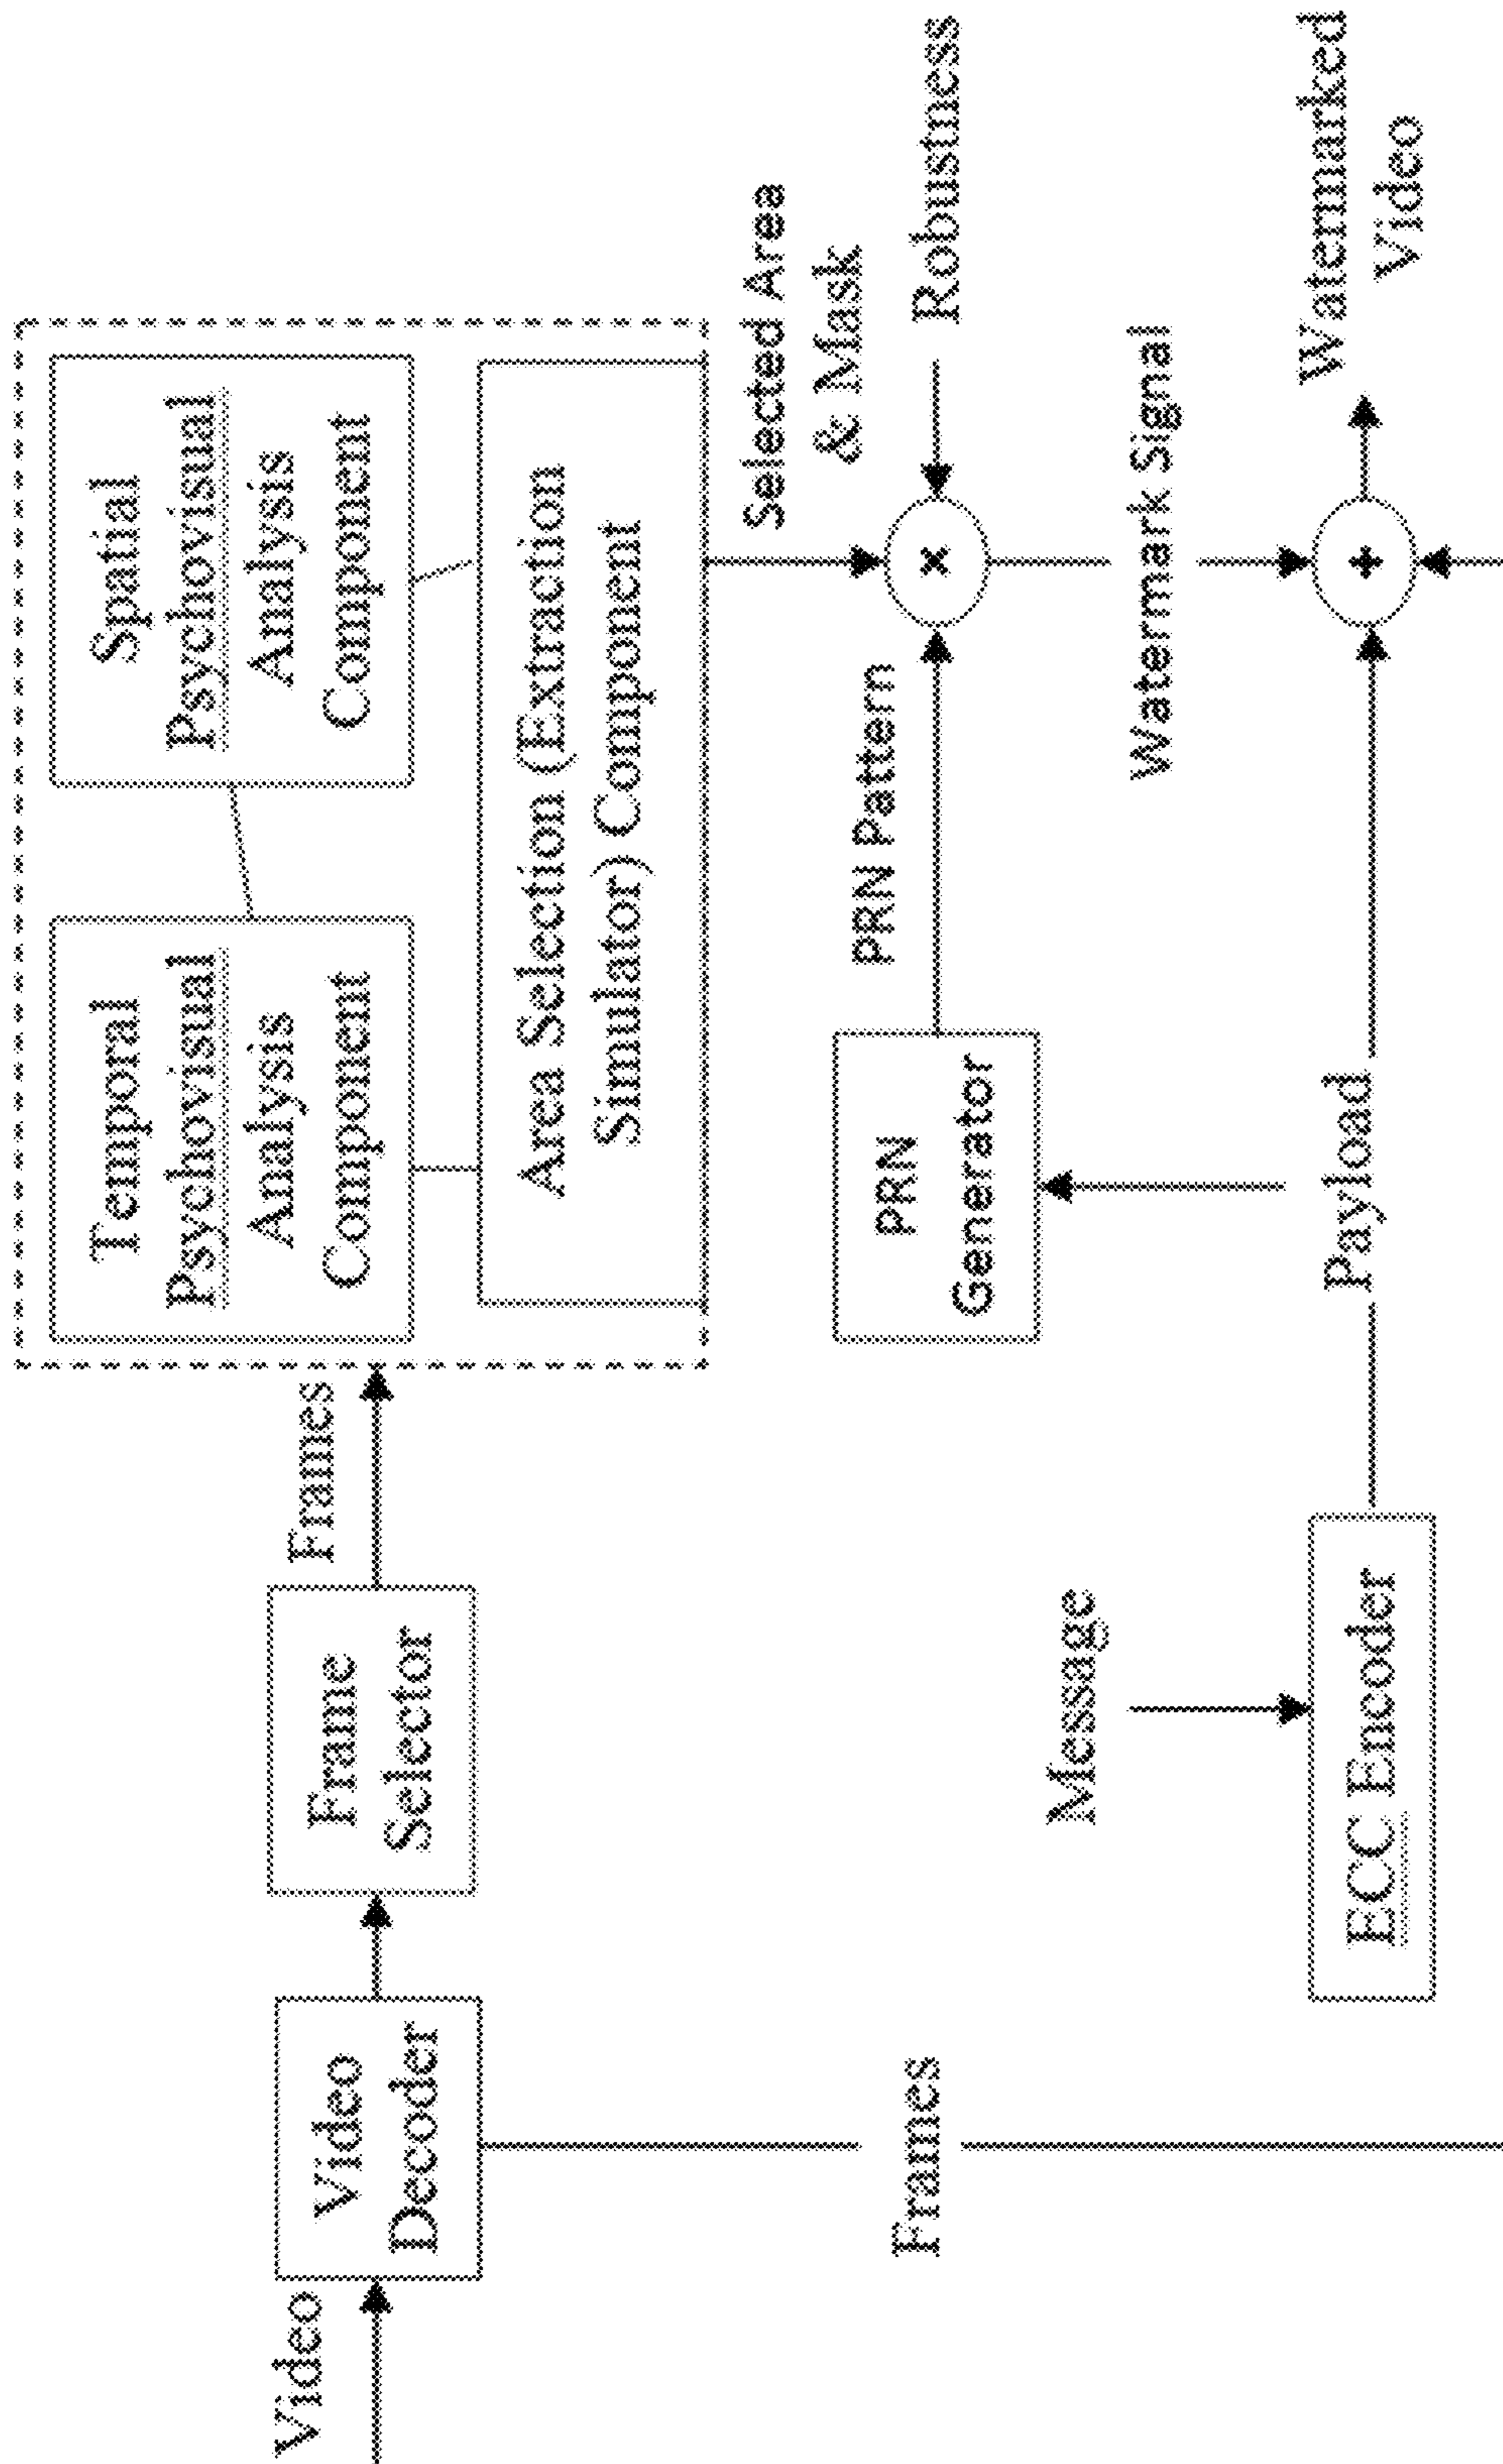 Video
Video
Decoder
Frame
Selector
Frames
Temporal
Psychovisual
Analysis
Component
Spatial
Psychovisual
Analysis
Component
Area Selection (Extraction
Simulator) Component
Selected Area
& Mask
PRN
Generator
PRN Pattern
×
Robustness
Frames
Message
Watermark Signal
ECC Encoder
Payload
+
Watermarked
Video